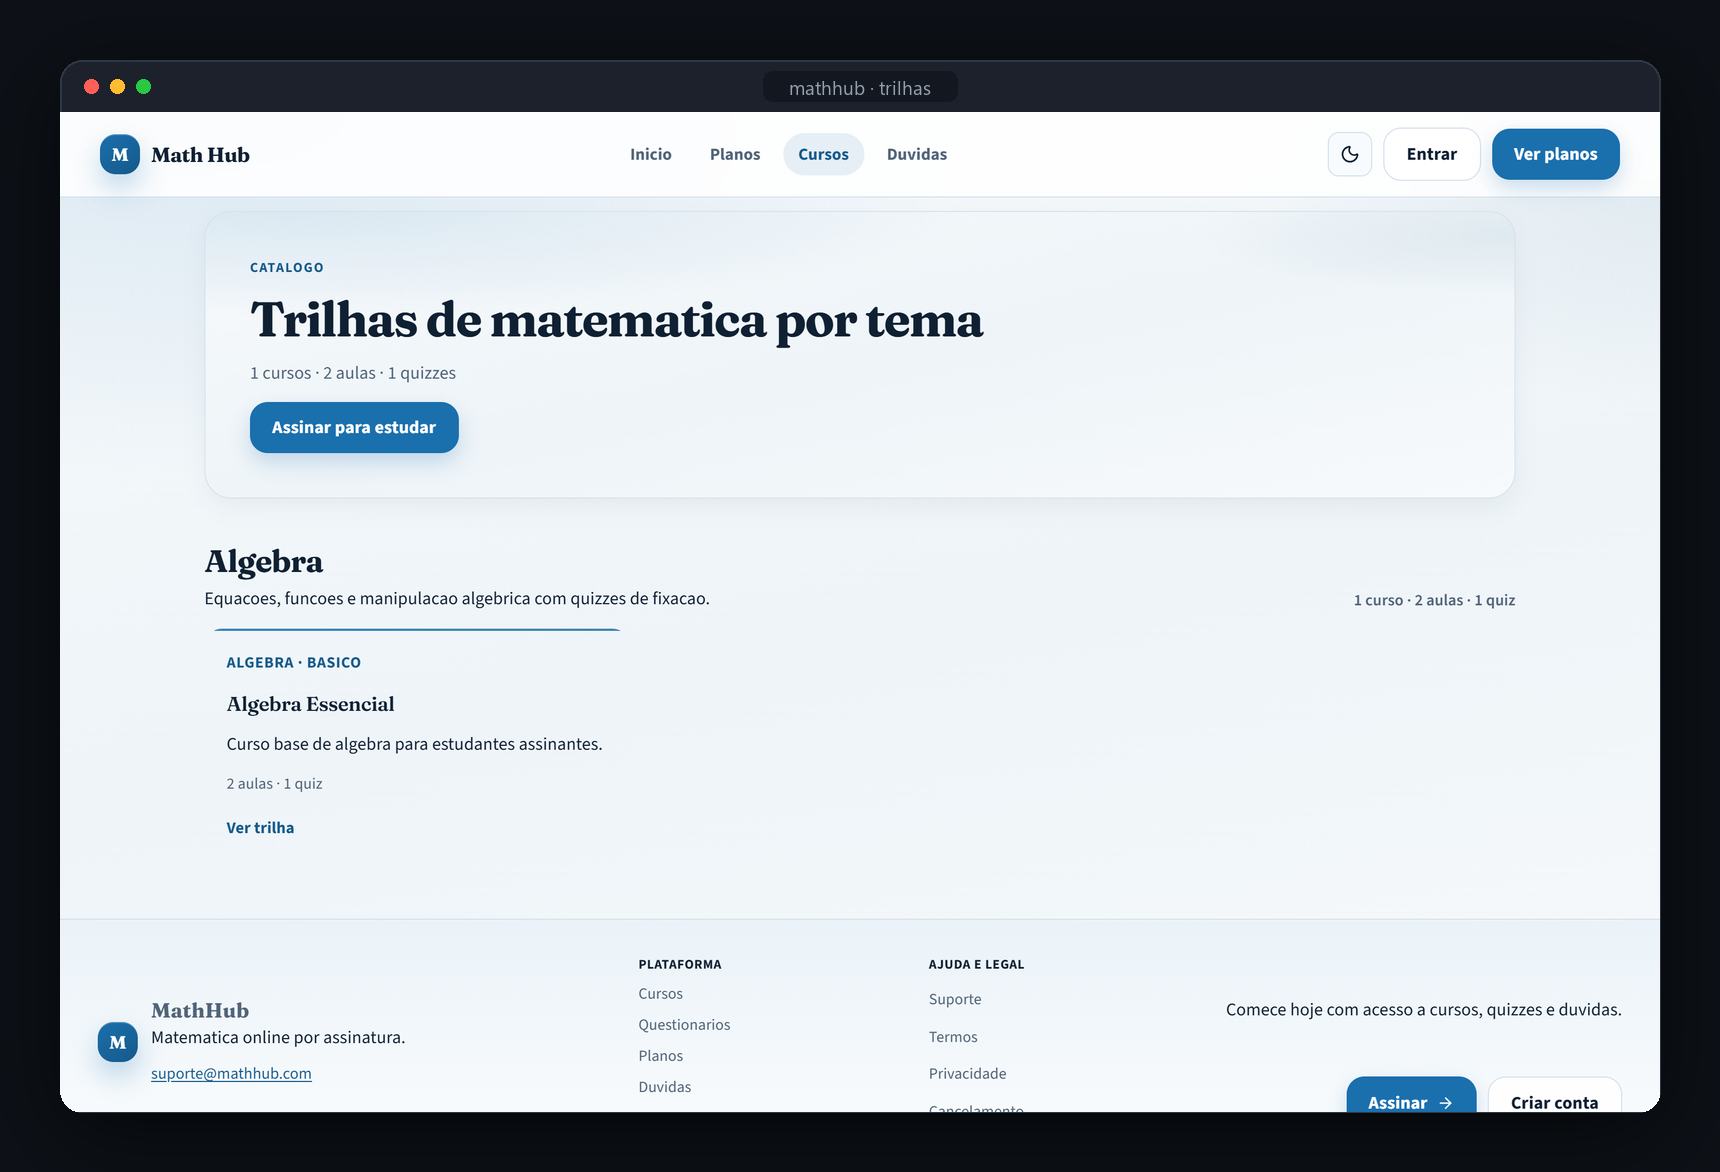 mathhub · trilhas
M Math Hub
Inicio Planos Cursos Duvidas
Entrar Ver planos
CATALOGO
Trilhas de matematica por tema
1 cursos · 2 aulas · 1 quizzes
Assinar para estudar
Algebra
Equacoes, funcoes e manipulacao algebrica com quizzes de fixacao.
1 curso · 2 aulas · 1 quiz
ALGEBRA · BASICO
Algebra Essencial
Curso base de algebra para estudantes assinantes.
2 aulas · 1 quiz
Ver trilha
M
MathHub
Matematica online por assinatura.
suporte@mathhub.com
PLATAFORMA
Cursos
Questionarios
Planos
Duvidas
AJUDA E LEGAL
Suporte
Termos
Privacidade
Cancelamento
Comece hoje com acesso a cursos, quizzes e duvidas.
Assinar →
Criar conta